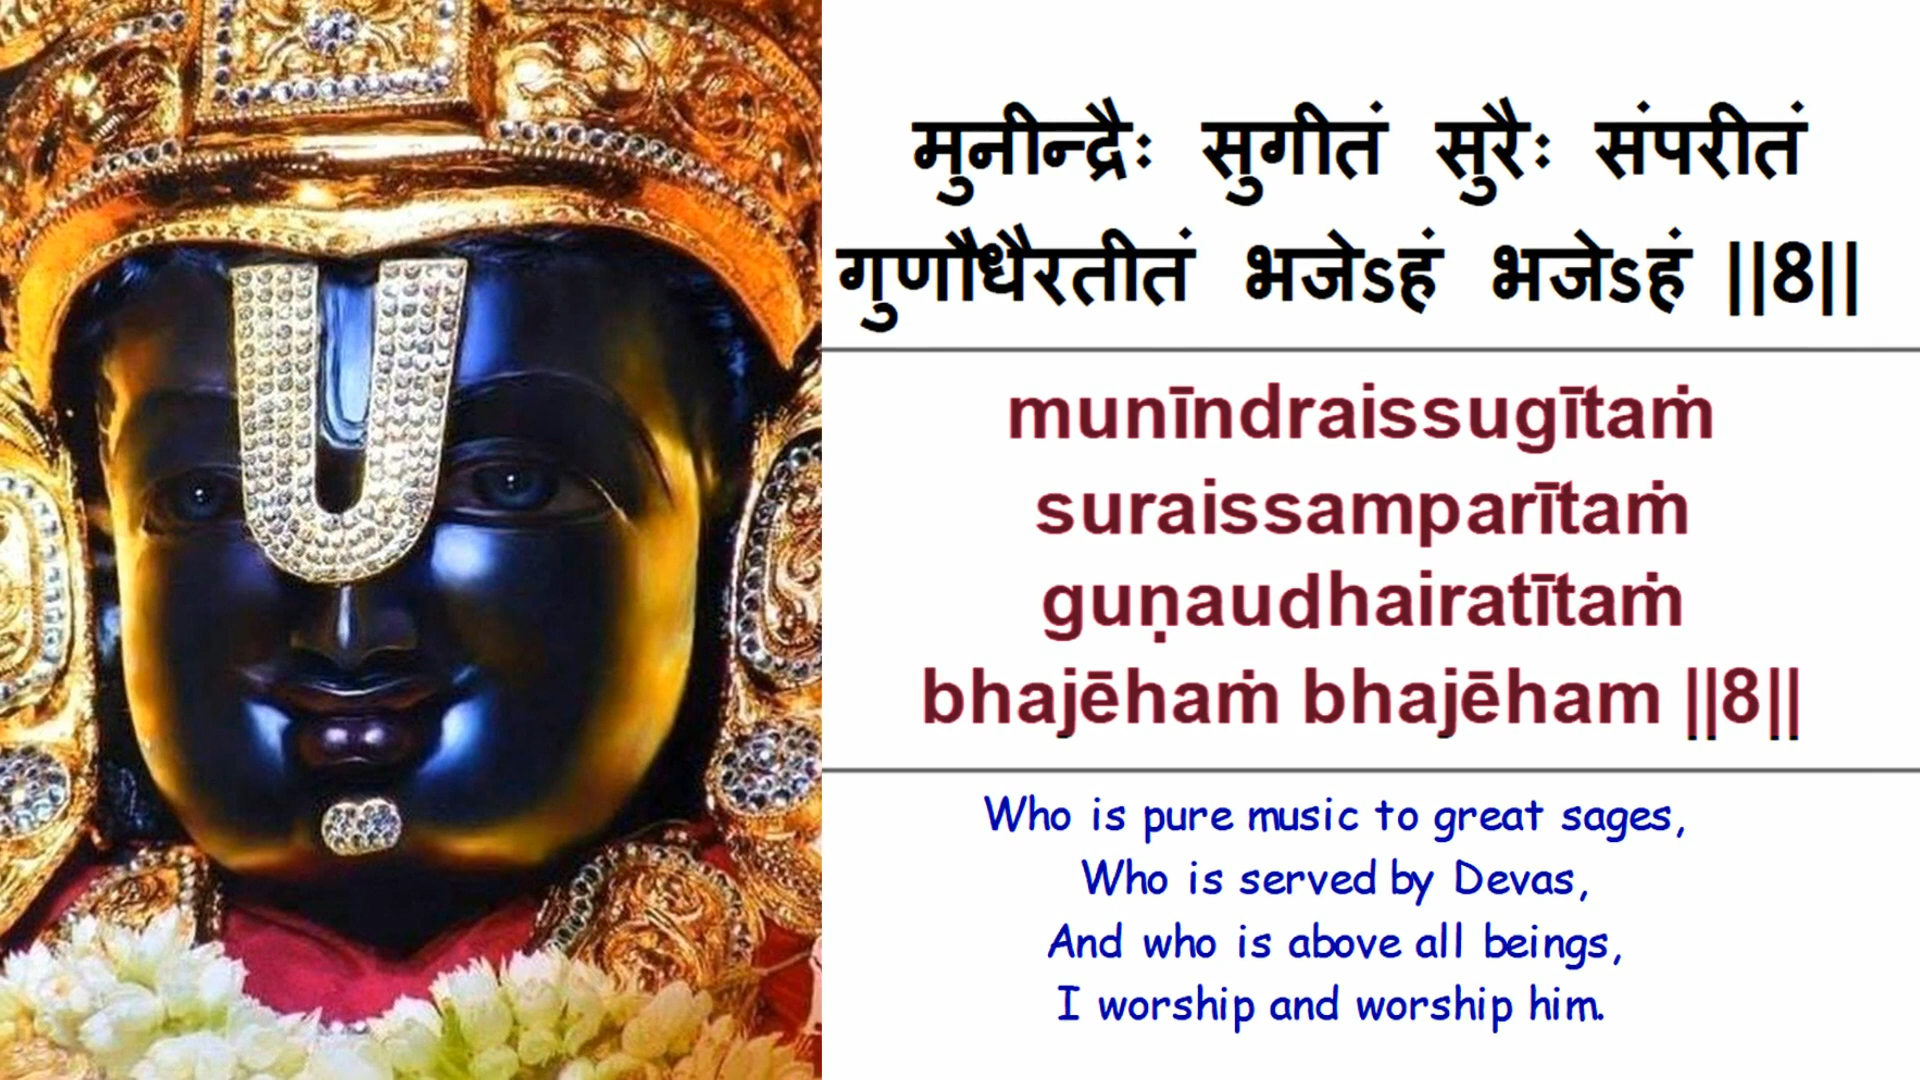 मुनीन्द्रैः सुगीतं सुरैः संपरीतं
गुणौधैरतीतं भजेऽहं भजेऽहं ||8||
munīndraissugītaṁ
suraissamparītaṁ
guṇaudhairatītaṁ
bhajēhaṁ bhajēham ||8||
Who is pure music to great sages,
Who is served by Devas,
And who is above all beings,
I worship and worship him.